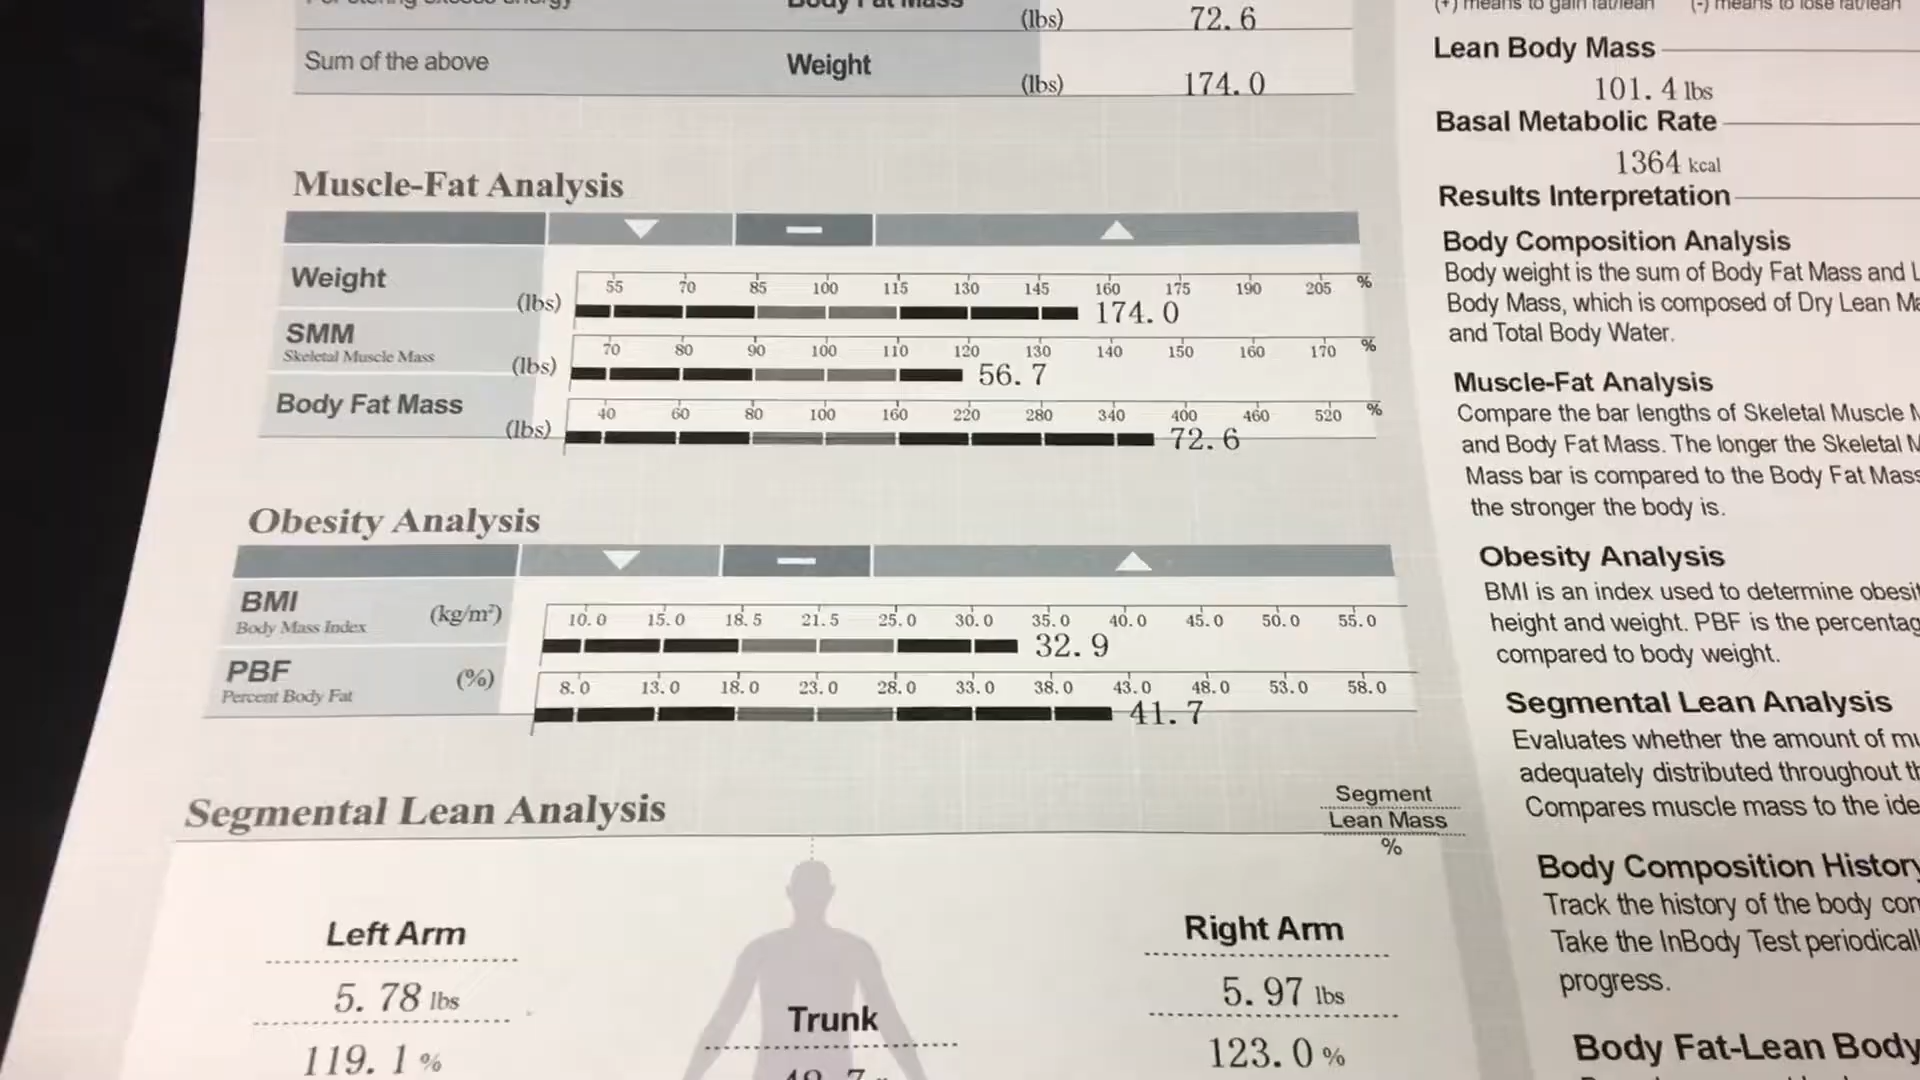 Body Fat Mass (lbs) 72.6
Sum of the above Weight (lbs) 174.0
Muscle-Fat Analysis
Weight (lbs) 55 70 85 100 115 130 145 160 175 190 205 %
174.0
SMM
Skeletal Muscle Mass (lbs) 70 80 90 100 110 120 130 140 150 160 170 %
56.7
Body Fat Mass (lbs) 40 60 80 100 160 220 280 340 400 460 520 %
72.6
Obesity Analysis
BMI
Body Mass Index (kg/m²) 10.0 15.0 18.5 21.5 25.0 30.0 35.0 40.0 45.0 50.0 55.0
32.9
PBF
Percent Body Fat (%) 8.0 13.0 18.0 23.0 28.0 33.0 38.0 43.0 48.0 53.0 58.0
41.7
Segmental Lean Analysis
Segment
Lean Mass
%
Left Arm
5.78 lbs
119.1 %
Trunk
Right Arm
5.97 lbs
123.0 %
(+) means to gain fat/lean (-) means to lose fat/lean
Lean Body Mass
101.4 lbs
Basal Metabolic Rate
1364 kcal
Results Interpretation
Body Composition Analysis
Body weight is the sum of Body Fat Mass and L
Body Mass, which is composed of Dry Lean Ma
and Total Body Water.
Muscle-Fat Analysis
Compare the bar lengths of Skeletal Muscle M
and Body Fat Mass. The longer the Skeletal M
Mass bar is compared to the Body Fat Mass
the stronger the body is.
Obesity Analysis
BMI is an index used to determine obesit
height and weight. PBF is the percentag
compared to body weight.
Segmental Lean Analysis
Evaluates whether the amount of mu
adequately distributed throughout th
Compares muscle mass to the ide
Body Composition History
Track the history of the body com
Take the InBody Test periodicall
progress.
Body Fat-Lean Body